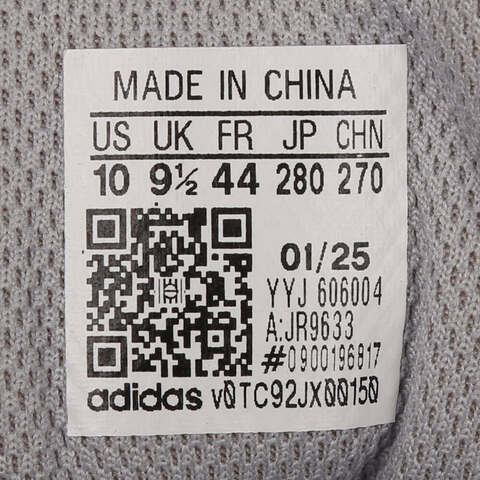 MADE IN CHINA
US UK FR JP CHN
10 9½ 44 280 270
01/25
YYJ 606004
A:JR9633
#0900196817
adidas v0TC92JX00150